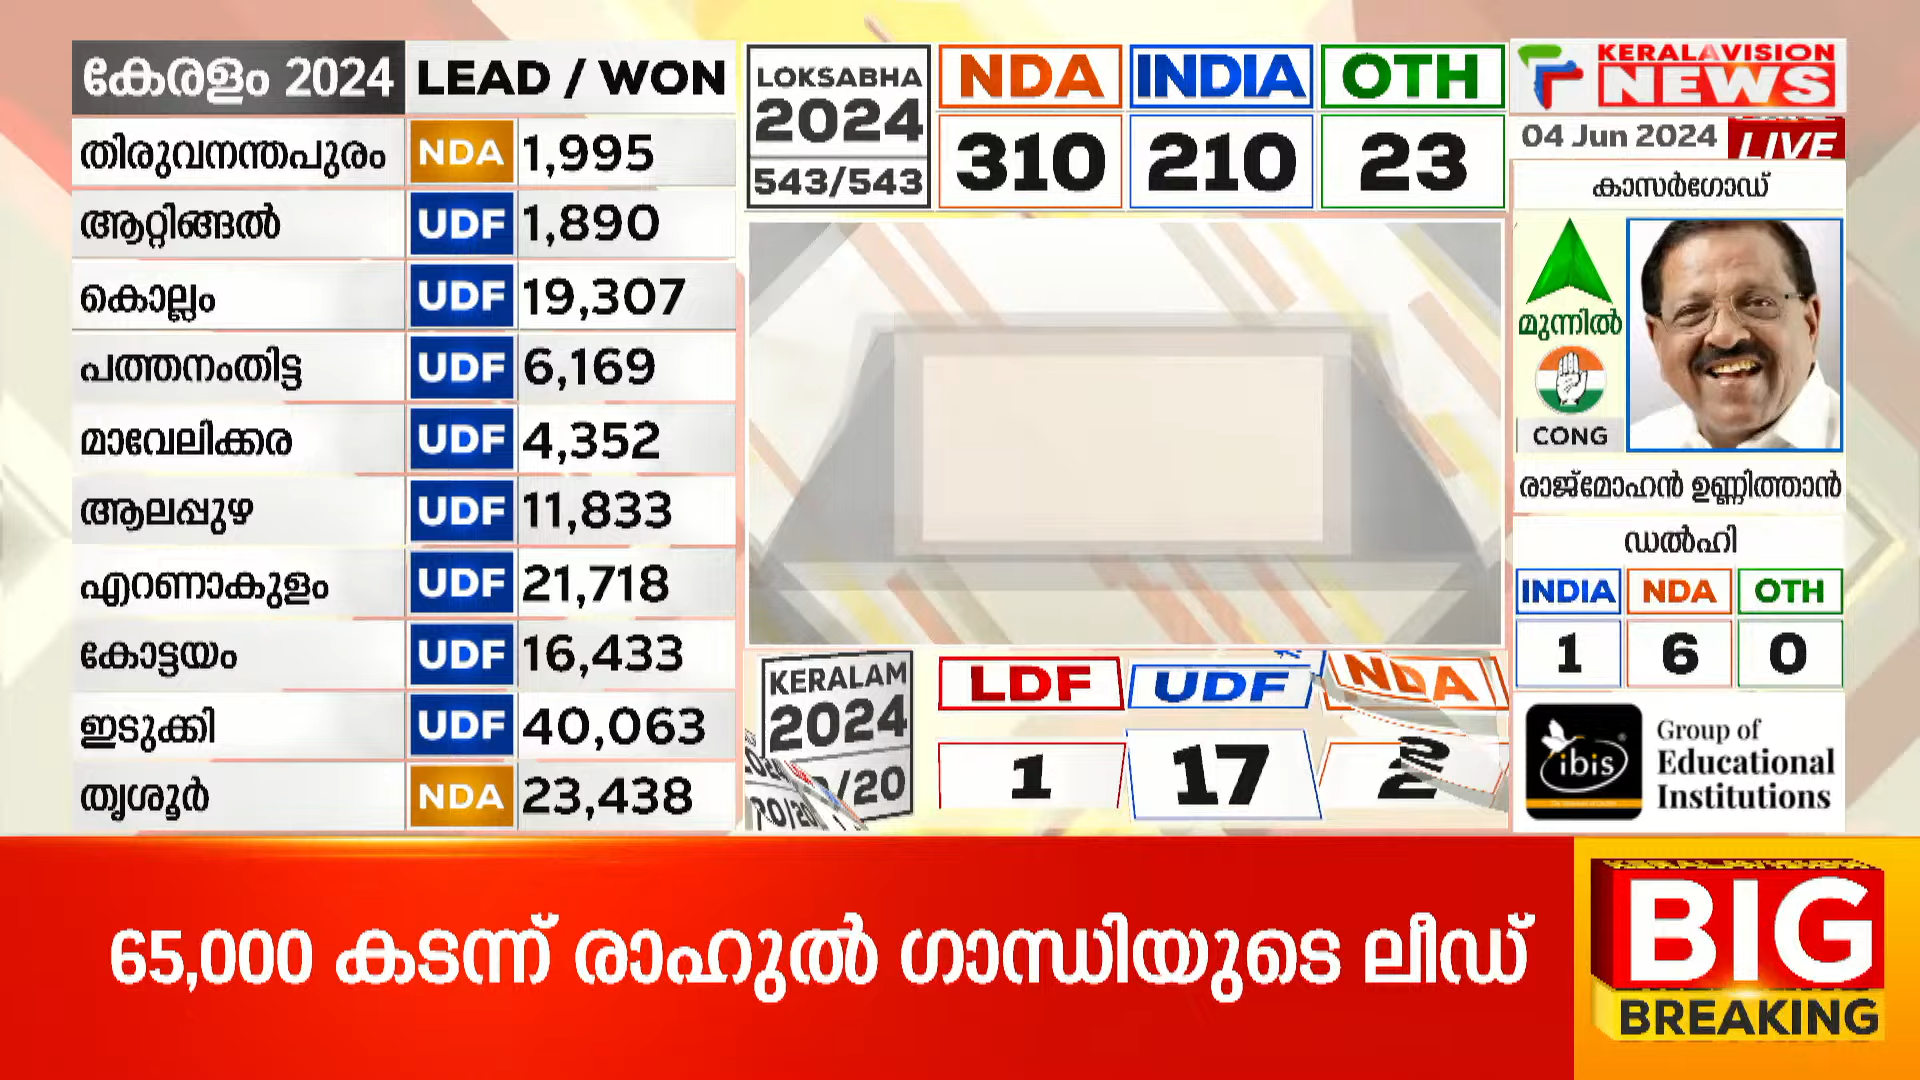 കേരളം 2024 LEAD / WON
തിരുവനന്തപുരം NDA 1,995
ആറ്റിങ്ങൽ UDF 1,890
കൊല്ലം UDF 19,307
പത്തനംതിട്ട UDF 6,169
മാവേലിക്കര UDF 4,352
ആലപ്പുഴ UDF 11,833
എറണാകുളം UDF 21,718
കോട്ടയം UDF 16,433
ഇടുക്കി UDF 40,063
തൃശൂർ NDA 23,438
LOKSABHA
2024
543/543
NDA INDIA OTH
310 210 23
KERALAVISION
NEWS
04 Jun 2024 LIVE
കാസർഗോഡ്
മുന്നിൽ
CONG
രാജ്മോഹൻ ഉണ്ണിത്താൻ
ഡൽഹി
INDIA NDA OTH
1 6 0
KERALAM
2024
/20
LDF UDF NDA
1 17 2
ibis
Group of
Educational
Institutions
65,000 കടന്ന് രാഹുൽ ഗാന്ധിയുടെ ലീഡ്
BIG
BREAKING